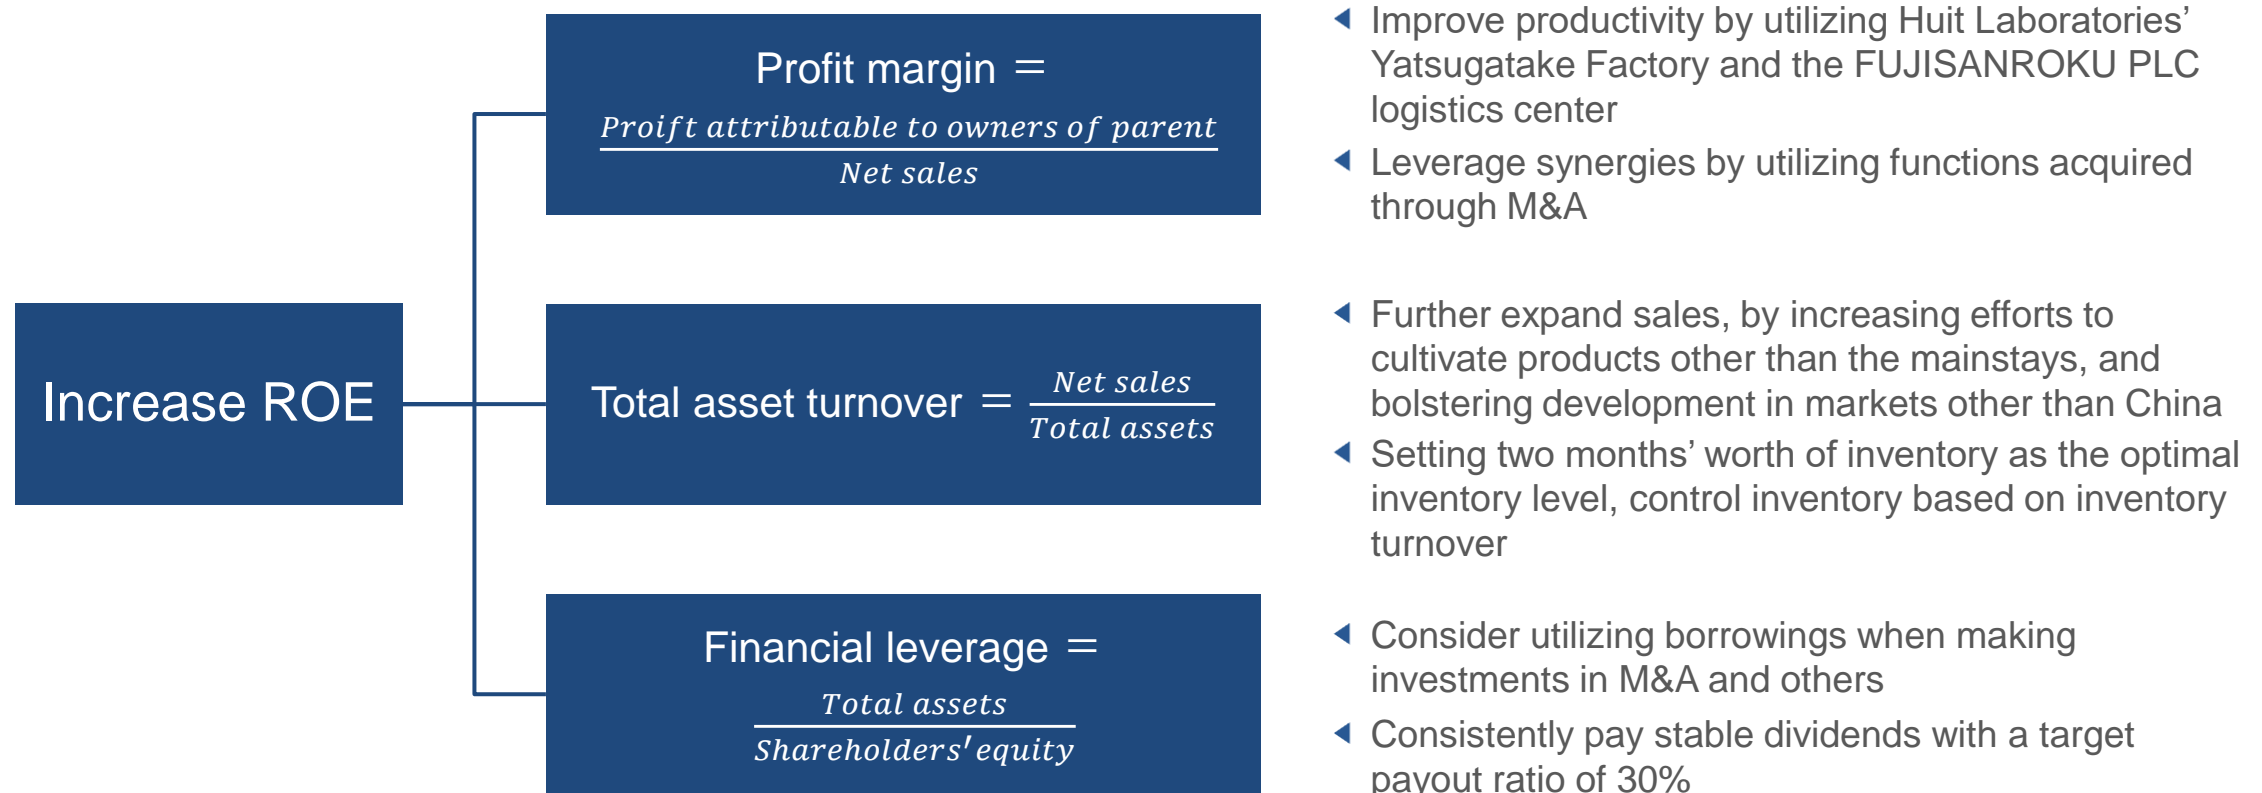 Increase ROE
Profit margin =
Proift attributable to owners of parent
Net sales
◀ Improve productivity by utilizing Huit Laboratories’
Yatsugatake Factory and the FUJISANROKU PLC
logistics center
◀ Leverage synergies by utilizing functions acquired
through M&A
Total asset turnover = Net sales
Total assets
◀ Further expand sales, by increasing efforts to
cultivate products other than the mainstays, and
bolstering development in markets other than China
◀ Setting two months’ worth of inventory as the optimal
inventory level, control inventory based on inventory
turnover
Financial leverage =
Total assets
Shareholders′equity
◀ Consider utilizing borrowings when making
investments in M&A and others
◀ Consistently pay stable dividends with a target
payout ratio of 30%